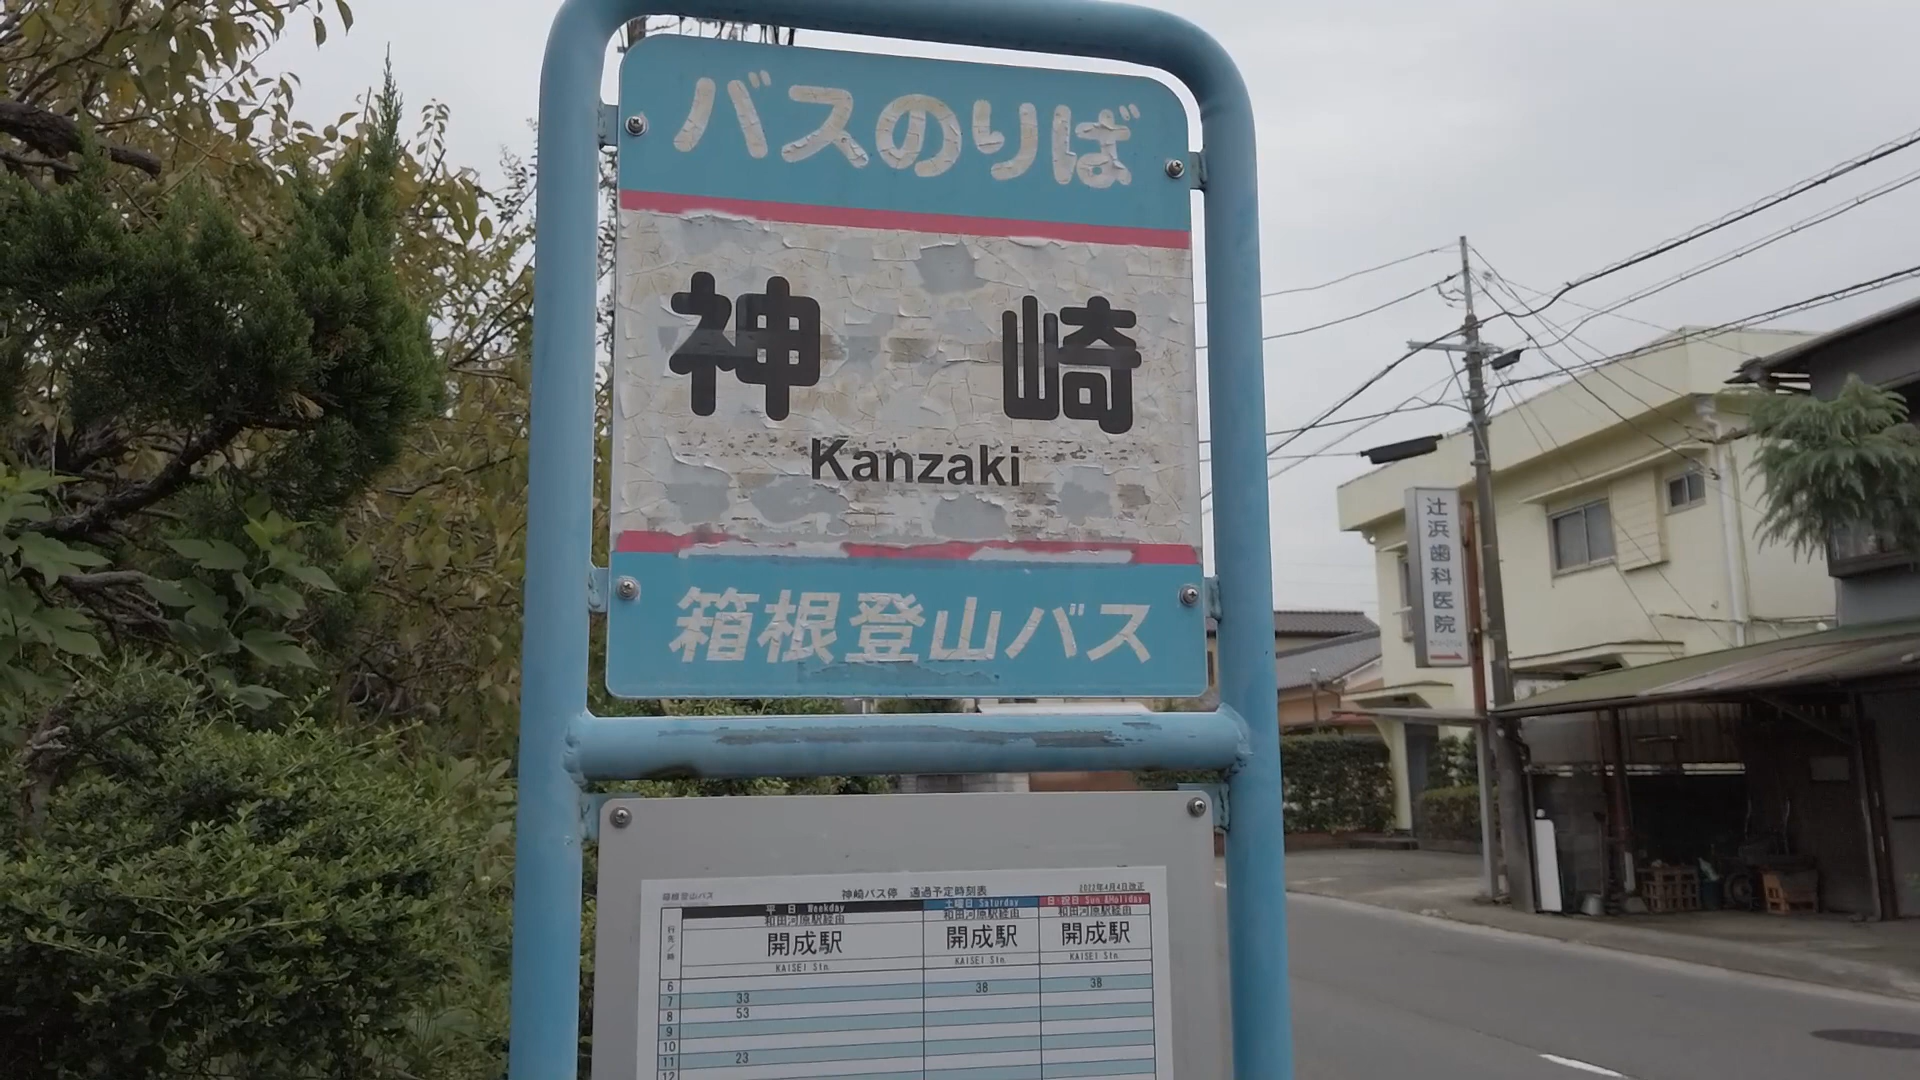 バスのりば
神崎
Kanzaki
箱根登山バス
辻浜歯科医院
箱根登山バス 神崎バス停 通過予定時刻表 2022年4月4日改正
平日 Weekday 土曜日 Saturday 日・祝日 Sun &Holiday
和田河原駅経由 和田河原駅経由 和田河原駅経由
行先/時 開成駅 開成駅 開成駅
KAISEI Stn. KAISEI Stn. KAISEI Stn.
6 38 38
7 33
8 53
9
10
11 23
12